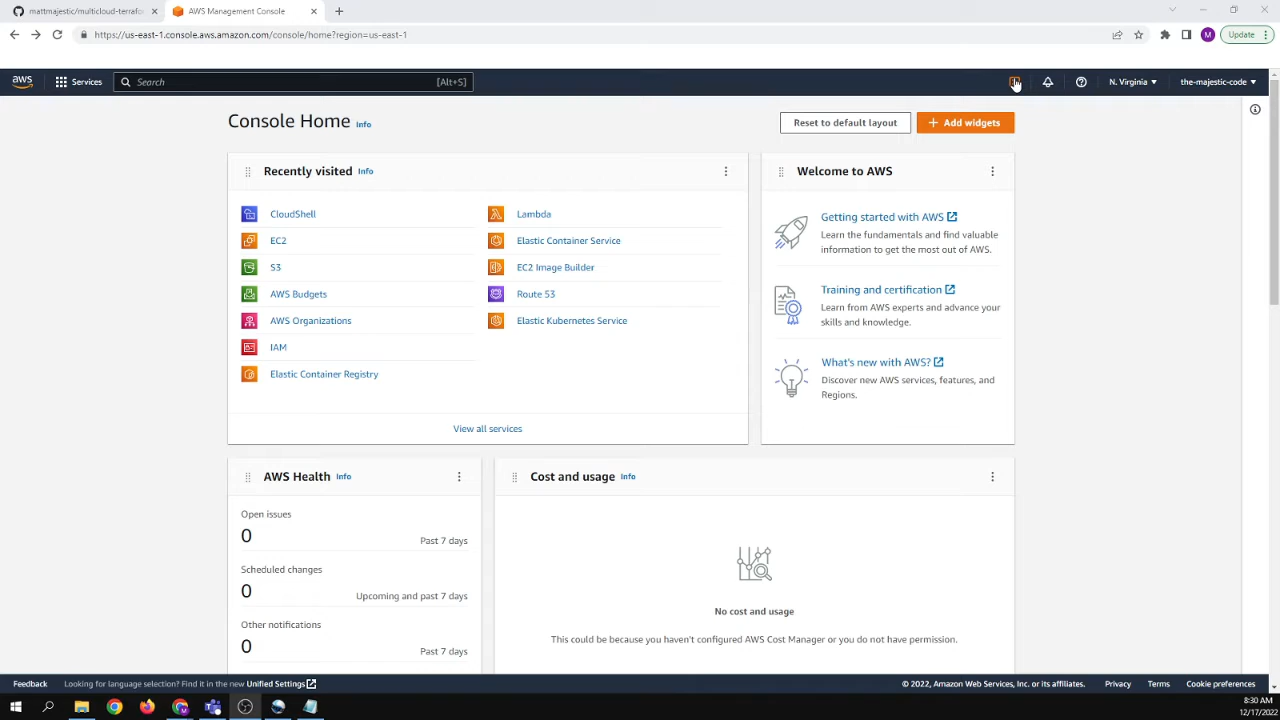 mattmajestic/multicloud-terrafo
AWS Management Console
https://us-east-1.console.aws.amazon.com/console/home?region=us-east-1
M
Update
aws
Services
Search
[Alt+S]
N. Virginia
the-majestic-code
Console Home Info
Reset to default layout
Add widgets
Recently visited Info
CloudShell
EC2
S3
AWS Budgets
AWS Organizations
IAM
Elastic Container Registry
Lambda
Elastic Container Service
EC2 Image Builder
Route 53
Elastic Kubernetes Service
View all services
Welcome to AWS
Getting started with AWS
Learn the fundamentals and find valuable
information to get the most out of AWS.
Training and certification
Learn from AWS experts and advance your
skills and knowledge.
What's new with AWS?
Discover new AWS services, features, and
Regions.
AWS Health Info
Open issues
0
Past 7 days
Scheduled changes
0
Upcoming and past 7 days
Other notifications
0
Past 7 days
Cost and usage Info
No cost and usage
This could be because you haven't configured AWS Cost Manager or you do not have permission.
Feedback
Looking for language selection? Find it in the new Unified Settings
© 2022, Amazon Web Services, Inc. or its affiliates.
Privacy
Terms
Cookie preferences
8:30 AM
12/17/2022